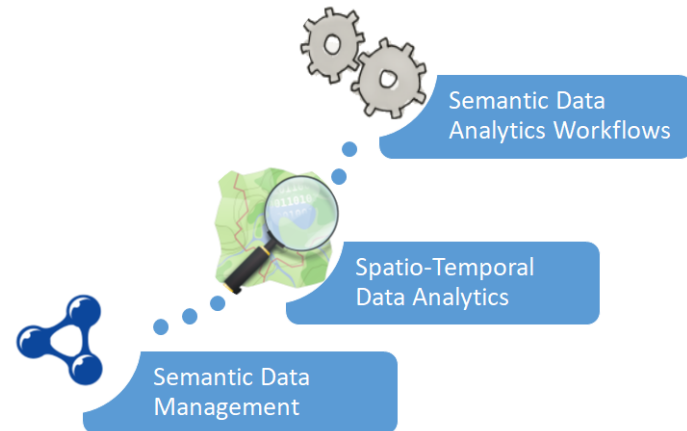 Semantic Data
Analytics Workflows
Spatio-Temporal
Data Analytics
Semantic Data
Management